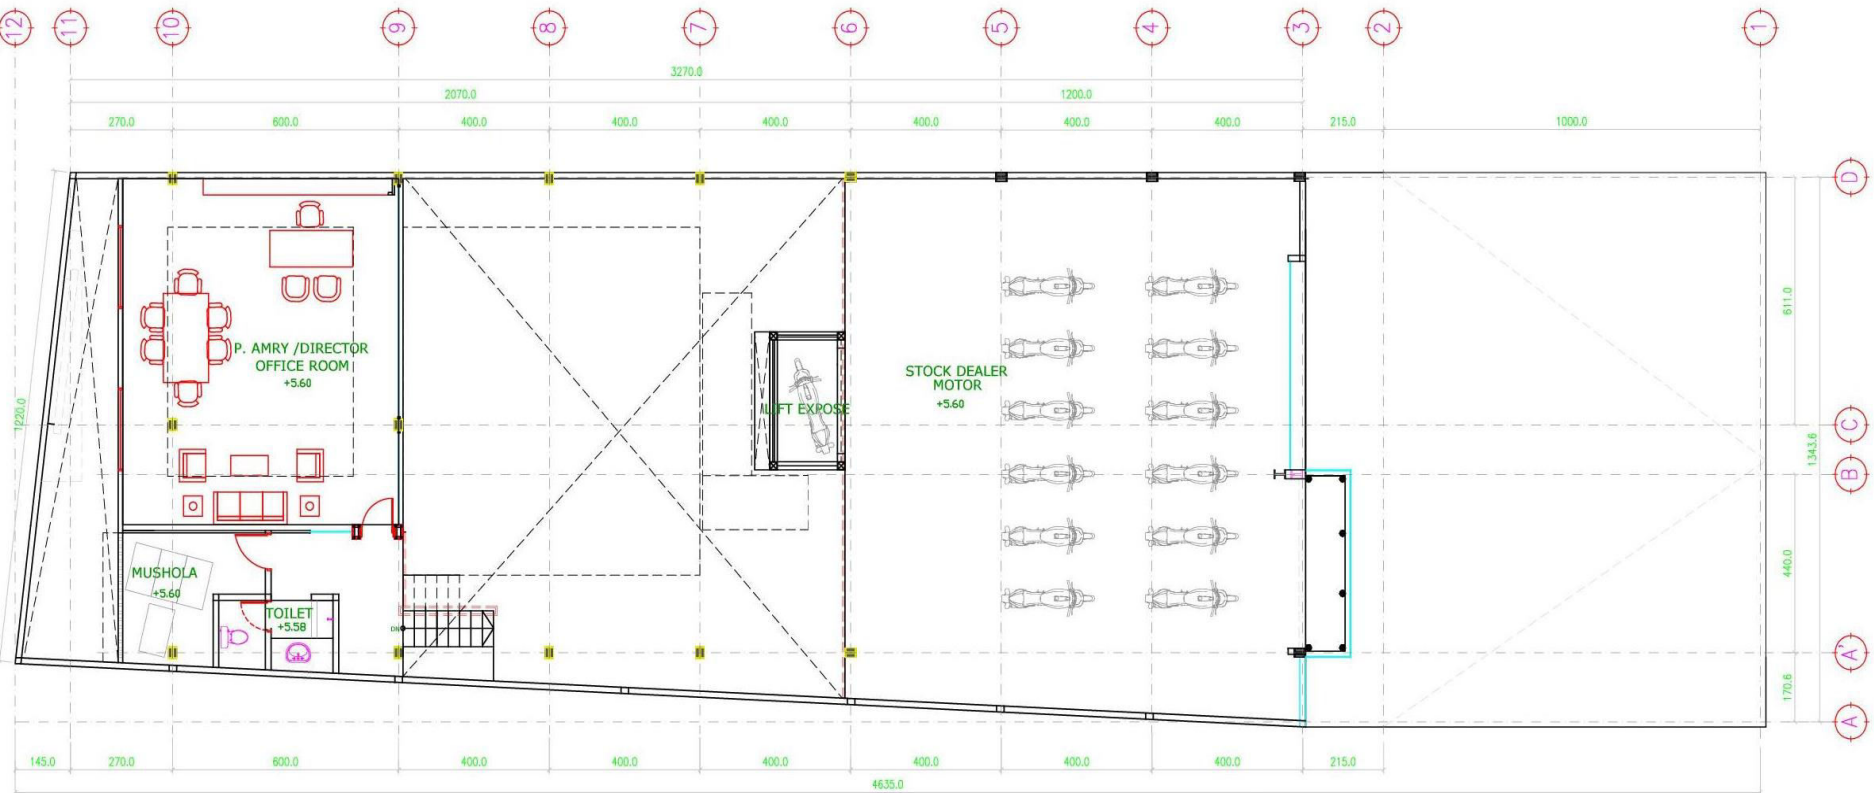 12 11 10 9 8 7 6 5 4 3 2 1
3270.0
2070.0 1200.0
270.0 600.0 400.0 400.0 400.0 400.0 400.0 400.0 215.0 1000.0
D
611.0
P. AMRY /DIRECTOR
OFFICE ROOM
+5.60
STOCK DEALER
MOTOR
+5.60
LIFT EXPOSE
1220.0
C
1343.6
B
440.0
MUSHOLA
+5.60
TOILET
+5.58
DN
A'
170.6
A
145.0 270.0 600.0 400.0 400.0 400.0 400.0 400.0 400.0 215.0
4635.0